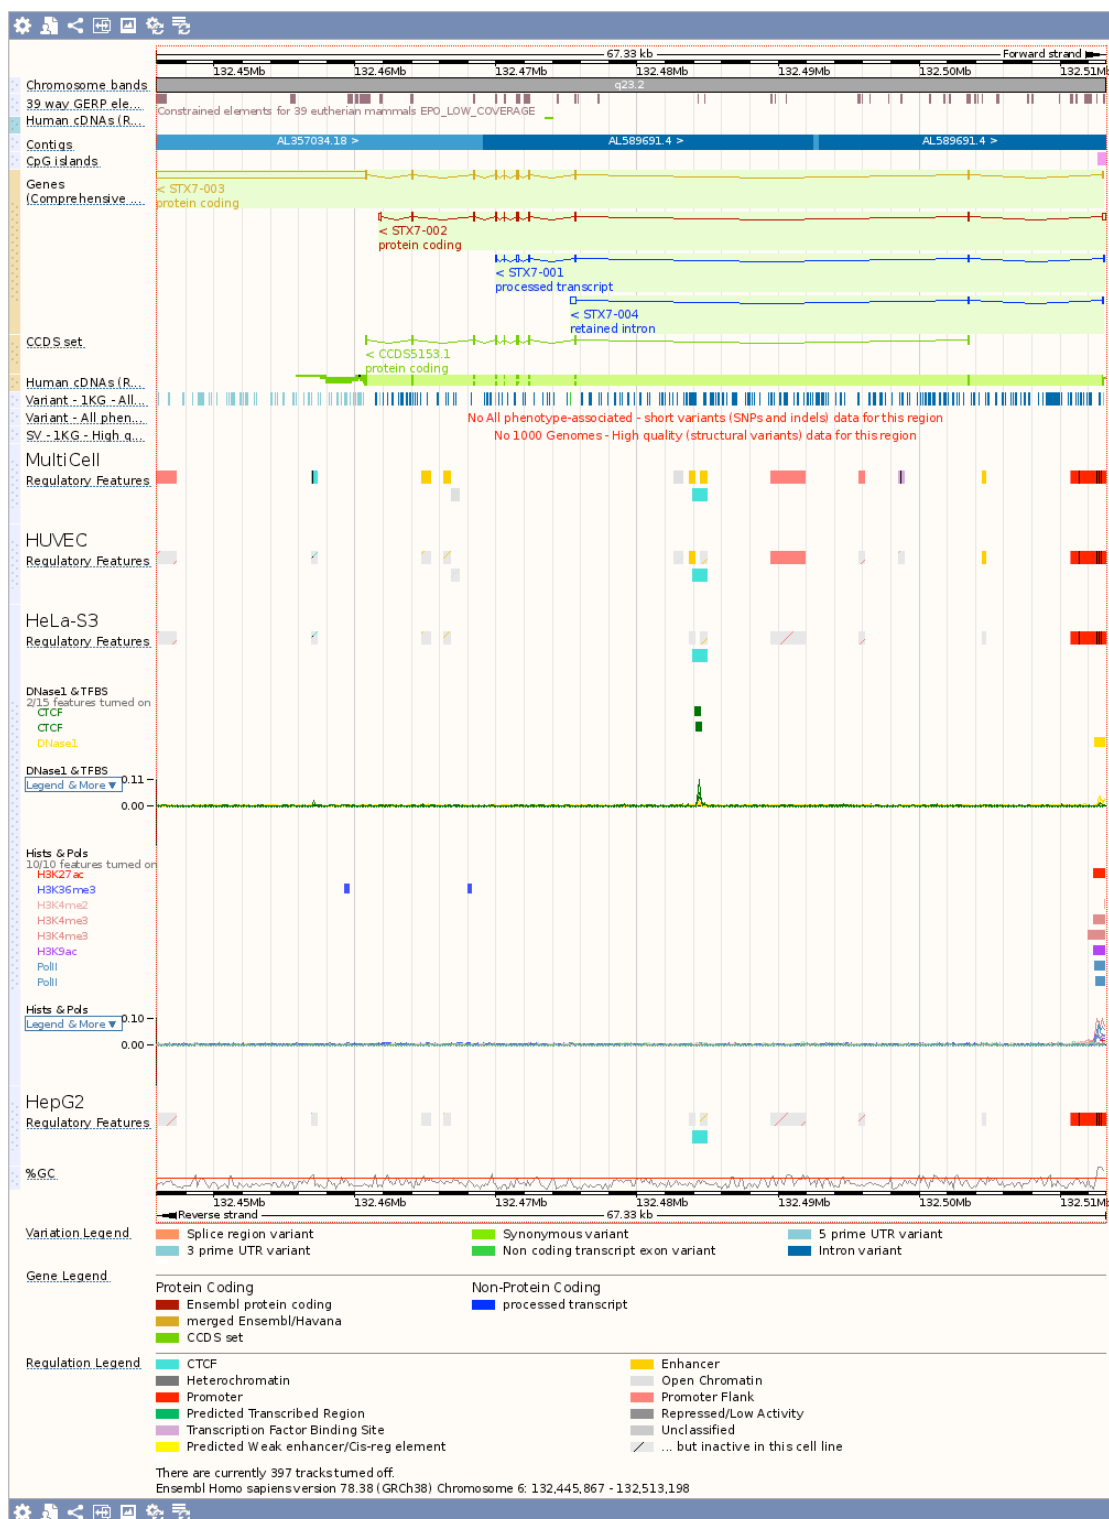 67.33 kb Forward strand
132.45Mb 132.46Mb 132.47Mb 132.48Mb 132.49Mb 132.50Mb 132.51Mb
Chromosome bands q23.2
39 way GERP ele...
Constrained elements for 39 eutherian mammals EPO_LOW_COVERAGE
Human cDNAs (R...
Contigs AL357034.18 > AL589691.4 > AL589691.4 >
CpG islands
Genes
(Comprehensive ...
< STX7-003
protein coding
< STX7-002
protein coding
< STX7-001
processed transcript
< STX7-004
retained intron
CCDS set
< CCDS5153.1
protein coding
Human cDNAs (R...
Variant - 1KG - All...
Variant - All phen... No All phenotype-associated - short variants (SNPs and indels) data for this region
SV - 1KG - High q... No 1000 Genomes - High quality (structural variants) data for this region
MultiCell
Regulatory Features
HUVEC
Regulatory Features
HeLa-S3
Regulatory Features
DNase1 & TFBS
2/15 features turned on
CTCF
CTCF
DNase1
DNase1 & TFBS
Legend & More ▼ 0.11
0.00
Hists & Pols
10/10 features turned on
H3K27ac
H3K36me3
H3K4me2
H3K4me3
H3K4me3
H3K9ac
PolII
PolII
Hists & Pols
Legend & More ▼ 0.10
0.00
HepG2
Regulatory Features
%GC
132.45Mb 132.46Mb 132.47Mb 132.48Mb 132.49Mb 132.50Mb 132.51Mb
Reverse strand 67.33 kb
Variation Legend Splice region variant Synonymous variant 5 prime UTR variant
3 prime UTR variant Non coding transcript exon variant Intron variant
Gene Legend
Protein Coding Non-Protein Coding
Ensembl protein coding processed transcript
merged Ensembl/Havana
CCDS set
Regulation Legend CTCF Enhancer
Heterochromatin Open Chromatin
Promoter Promoter Flank
Predicted Transcribed Region Repressed/Low Activity
Transcription Factor Binding Site Unclassified
Predicted Weak enhancer/Cis-reg element ... but inactive in this cell line
There are currently 397 tracks turned off.
Ensembl Homo sapiens version 78.38 (GRCh38) Chromosome 6: 132,445,867 - 132,513,198